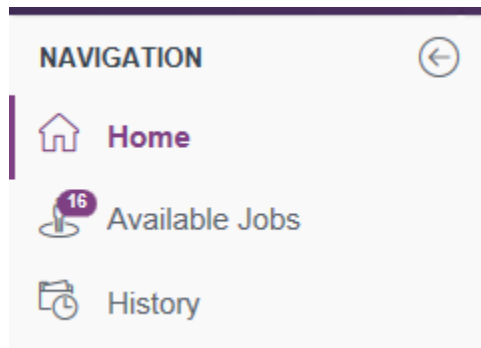 NAVIGATION
Home
16
Available Jobs
History